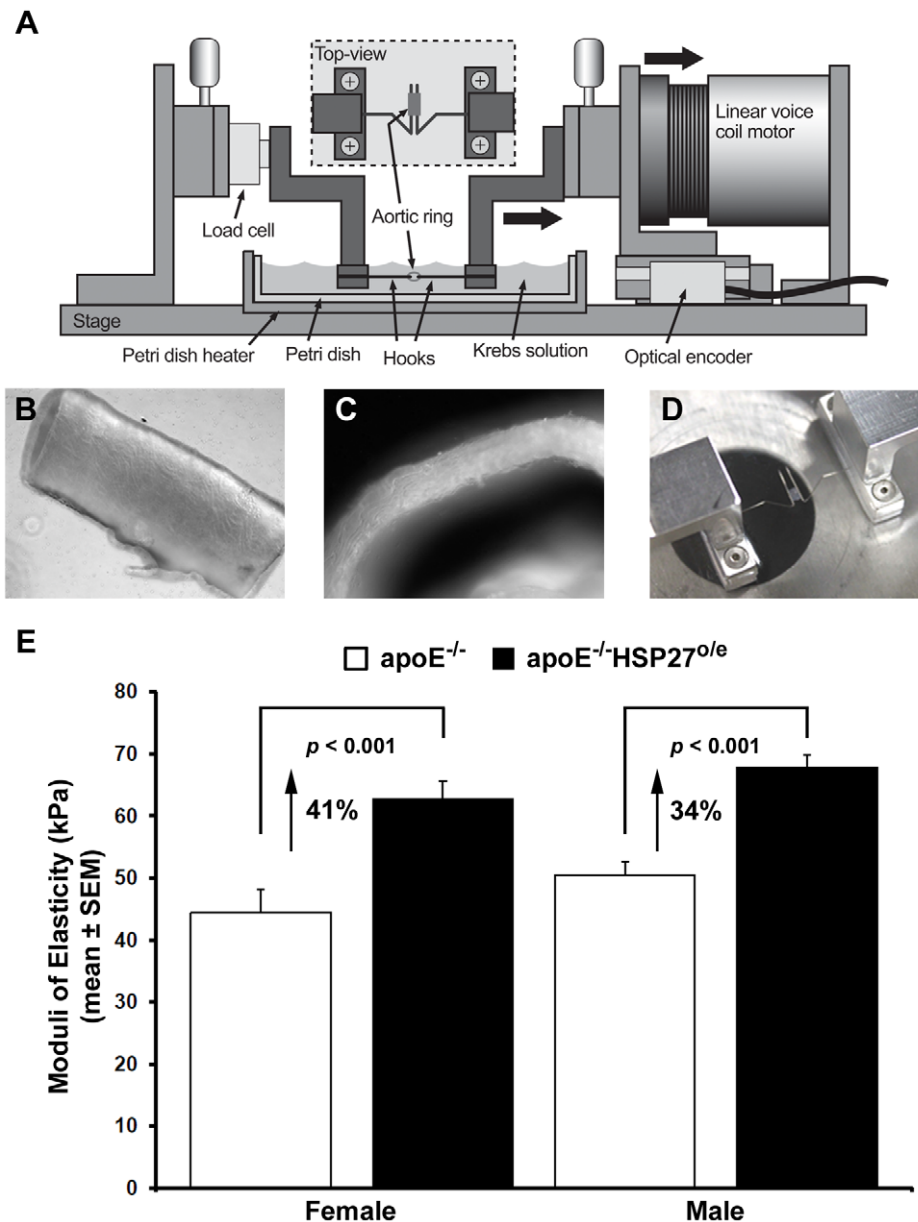 A
Top-view
Linear voice
coil motor
Load cell
Aortic ring
Stage
Petri dish heater
Petri dish
Hooks
Krebs solution
Optical encoder
B
C
D
E
apoE-/-
apoE-/-HSP27o/e
Moduli of Elasticity (kPa)
(mean ± SEM)
80
70
60
50
40
30
20
10
0
p < 0.001
41%
p < 0.001
34%
Female
Male